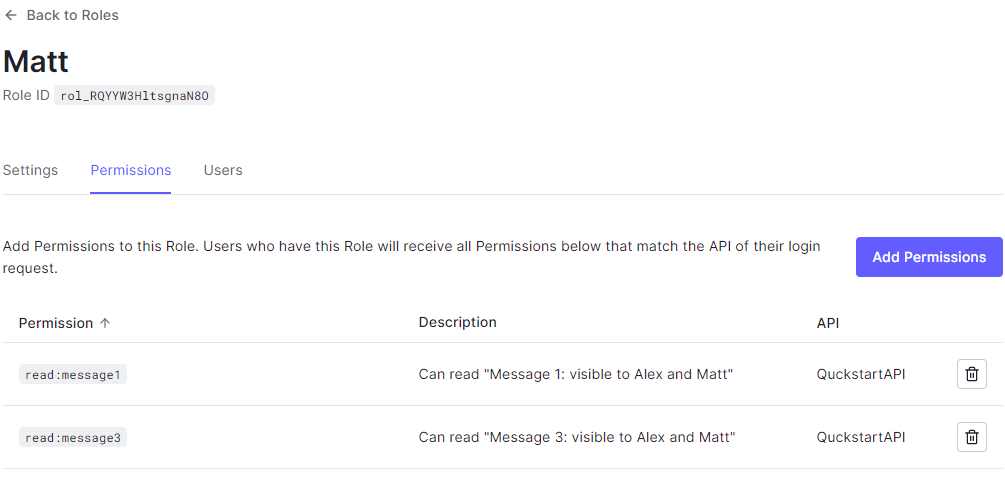 Back to Roles
Matt
Role ID rol_RQYYW3HltsgnaN8O
Settings Permissions Users
Add Permissions to this Role. Users who have this Role will receive all Permissions below that match the API of their login
request.
Add Permissions
Permission Description API
read:message1 Can read "Message 1: visible to Alex and Matt" QuckstartAPI
read:message3 Can read "Message 3: visible to Alex and Matt" QuckstartAPI